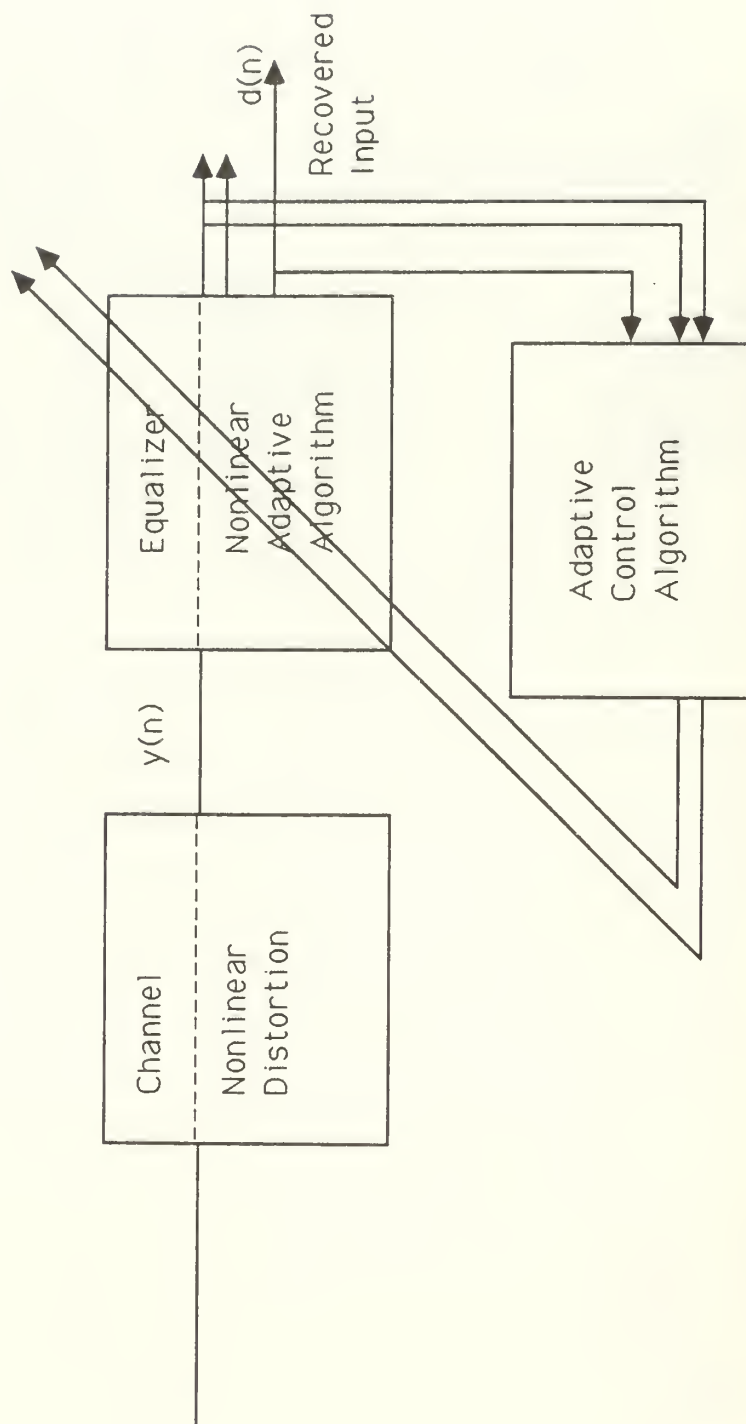 Channel
Nonlinear
Distortion
y(n)
Equalizer
Nonlinear
Adaptive
Algorithm
d(n)
Recovered
Input
Adaptive
Control
Algorithm